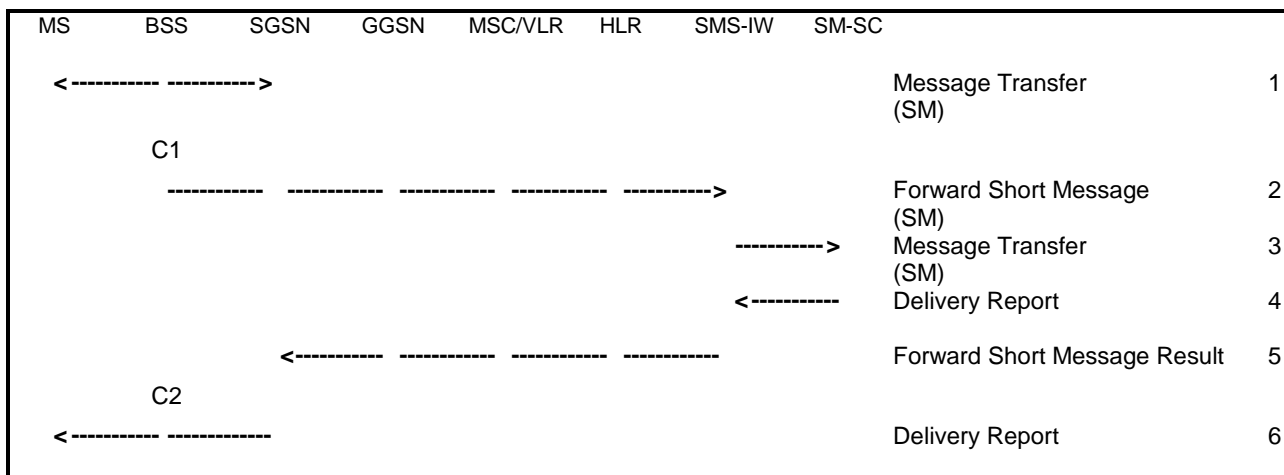 MS BSS SGSN GGSN MSC/VLR HLR SMS-IW SM-SC
<----------- -----------> Message Transfer 1
(SM)
C1
------------ ------------ ------------ ------------ -----------> Forward Short Message 2
(SM)
-----------> Message Transfer 3
(SM)
<----------- Delivery Report 4
<----------- ------------ ------------ ------------ Forward Short Message Result 5
C2
<----------- ------------- Delivery Report 6